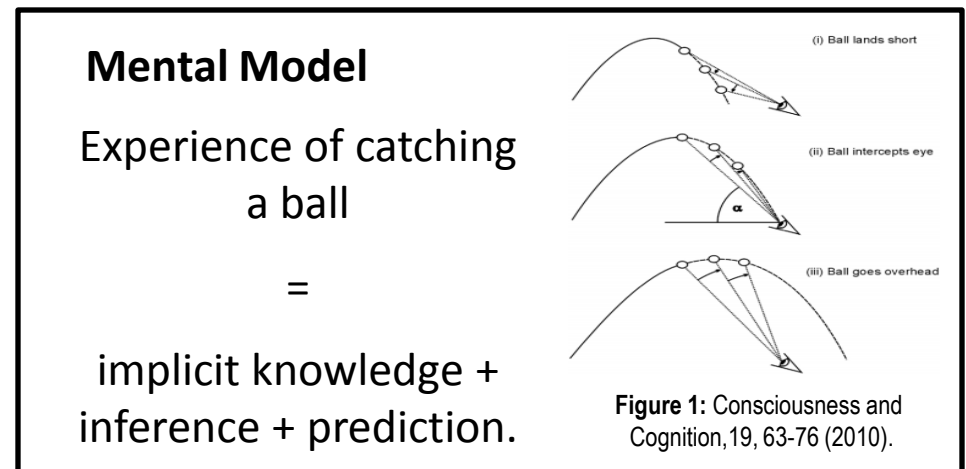 Mental Model
Experience of catching
a ball
=
implicit knowledge +
inference + prediction.
(i) Ball lands short
(ii) Ball intercepts eye
α
(iii) Ball goes overhead
Figure 1: Consciousness and
Cognition,19, 63-76 (2010).